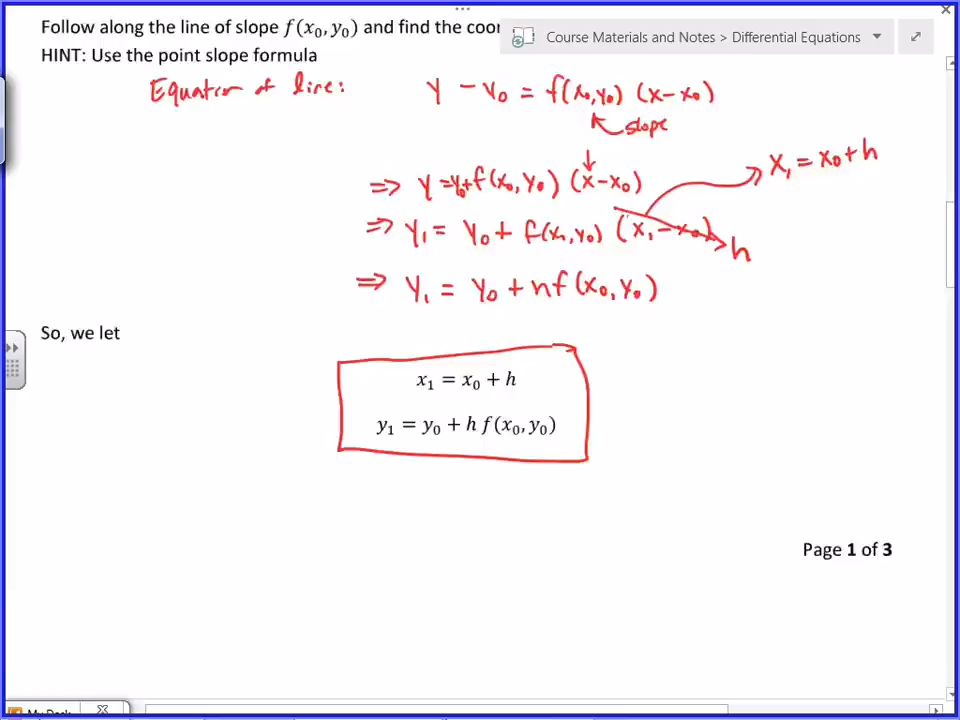 Follow along the line of slope f(x₀, y₀) and find the coor
Course Materials and Notes > Differential Equations
HINT: Use the point slope formula
Equation of line: y - y₀ = f(x₀,y₀) (x-x₀)
slope
x₁ = x₀+h
⇒ y = y₀+f(x₀,y₀) (x-x₀)
⇒ y₁ = y₀ + f(x₁,y₀) (x₁-x₀)
h
⇒ y₁ = y₀ + hf(x₀,y₀)
So, we let
x₁ = x₀ + h
y₁ = y₀ + h f(x₀, y₀)
Page 1 of 3